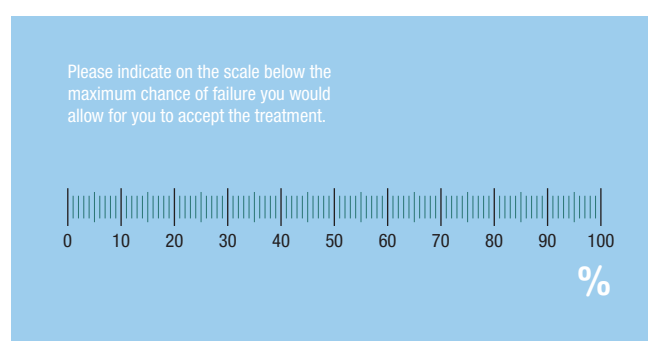 Please indicate on the scale below the
maximum chance of failure you would
allow for you to accept the treatment.
0 10 20 30 40 50 60 70 80 90 100
%